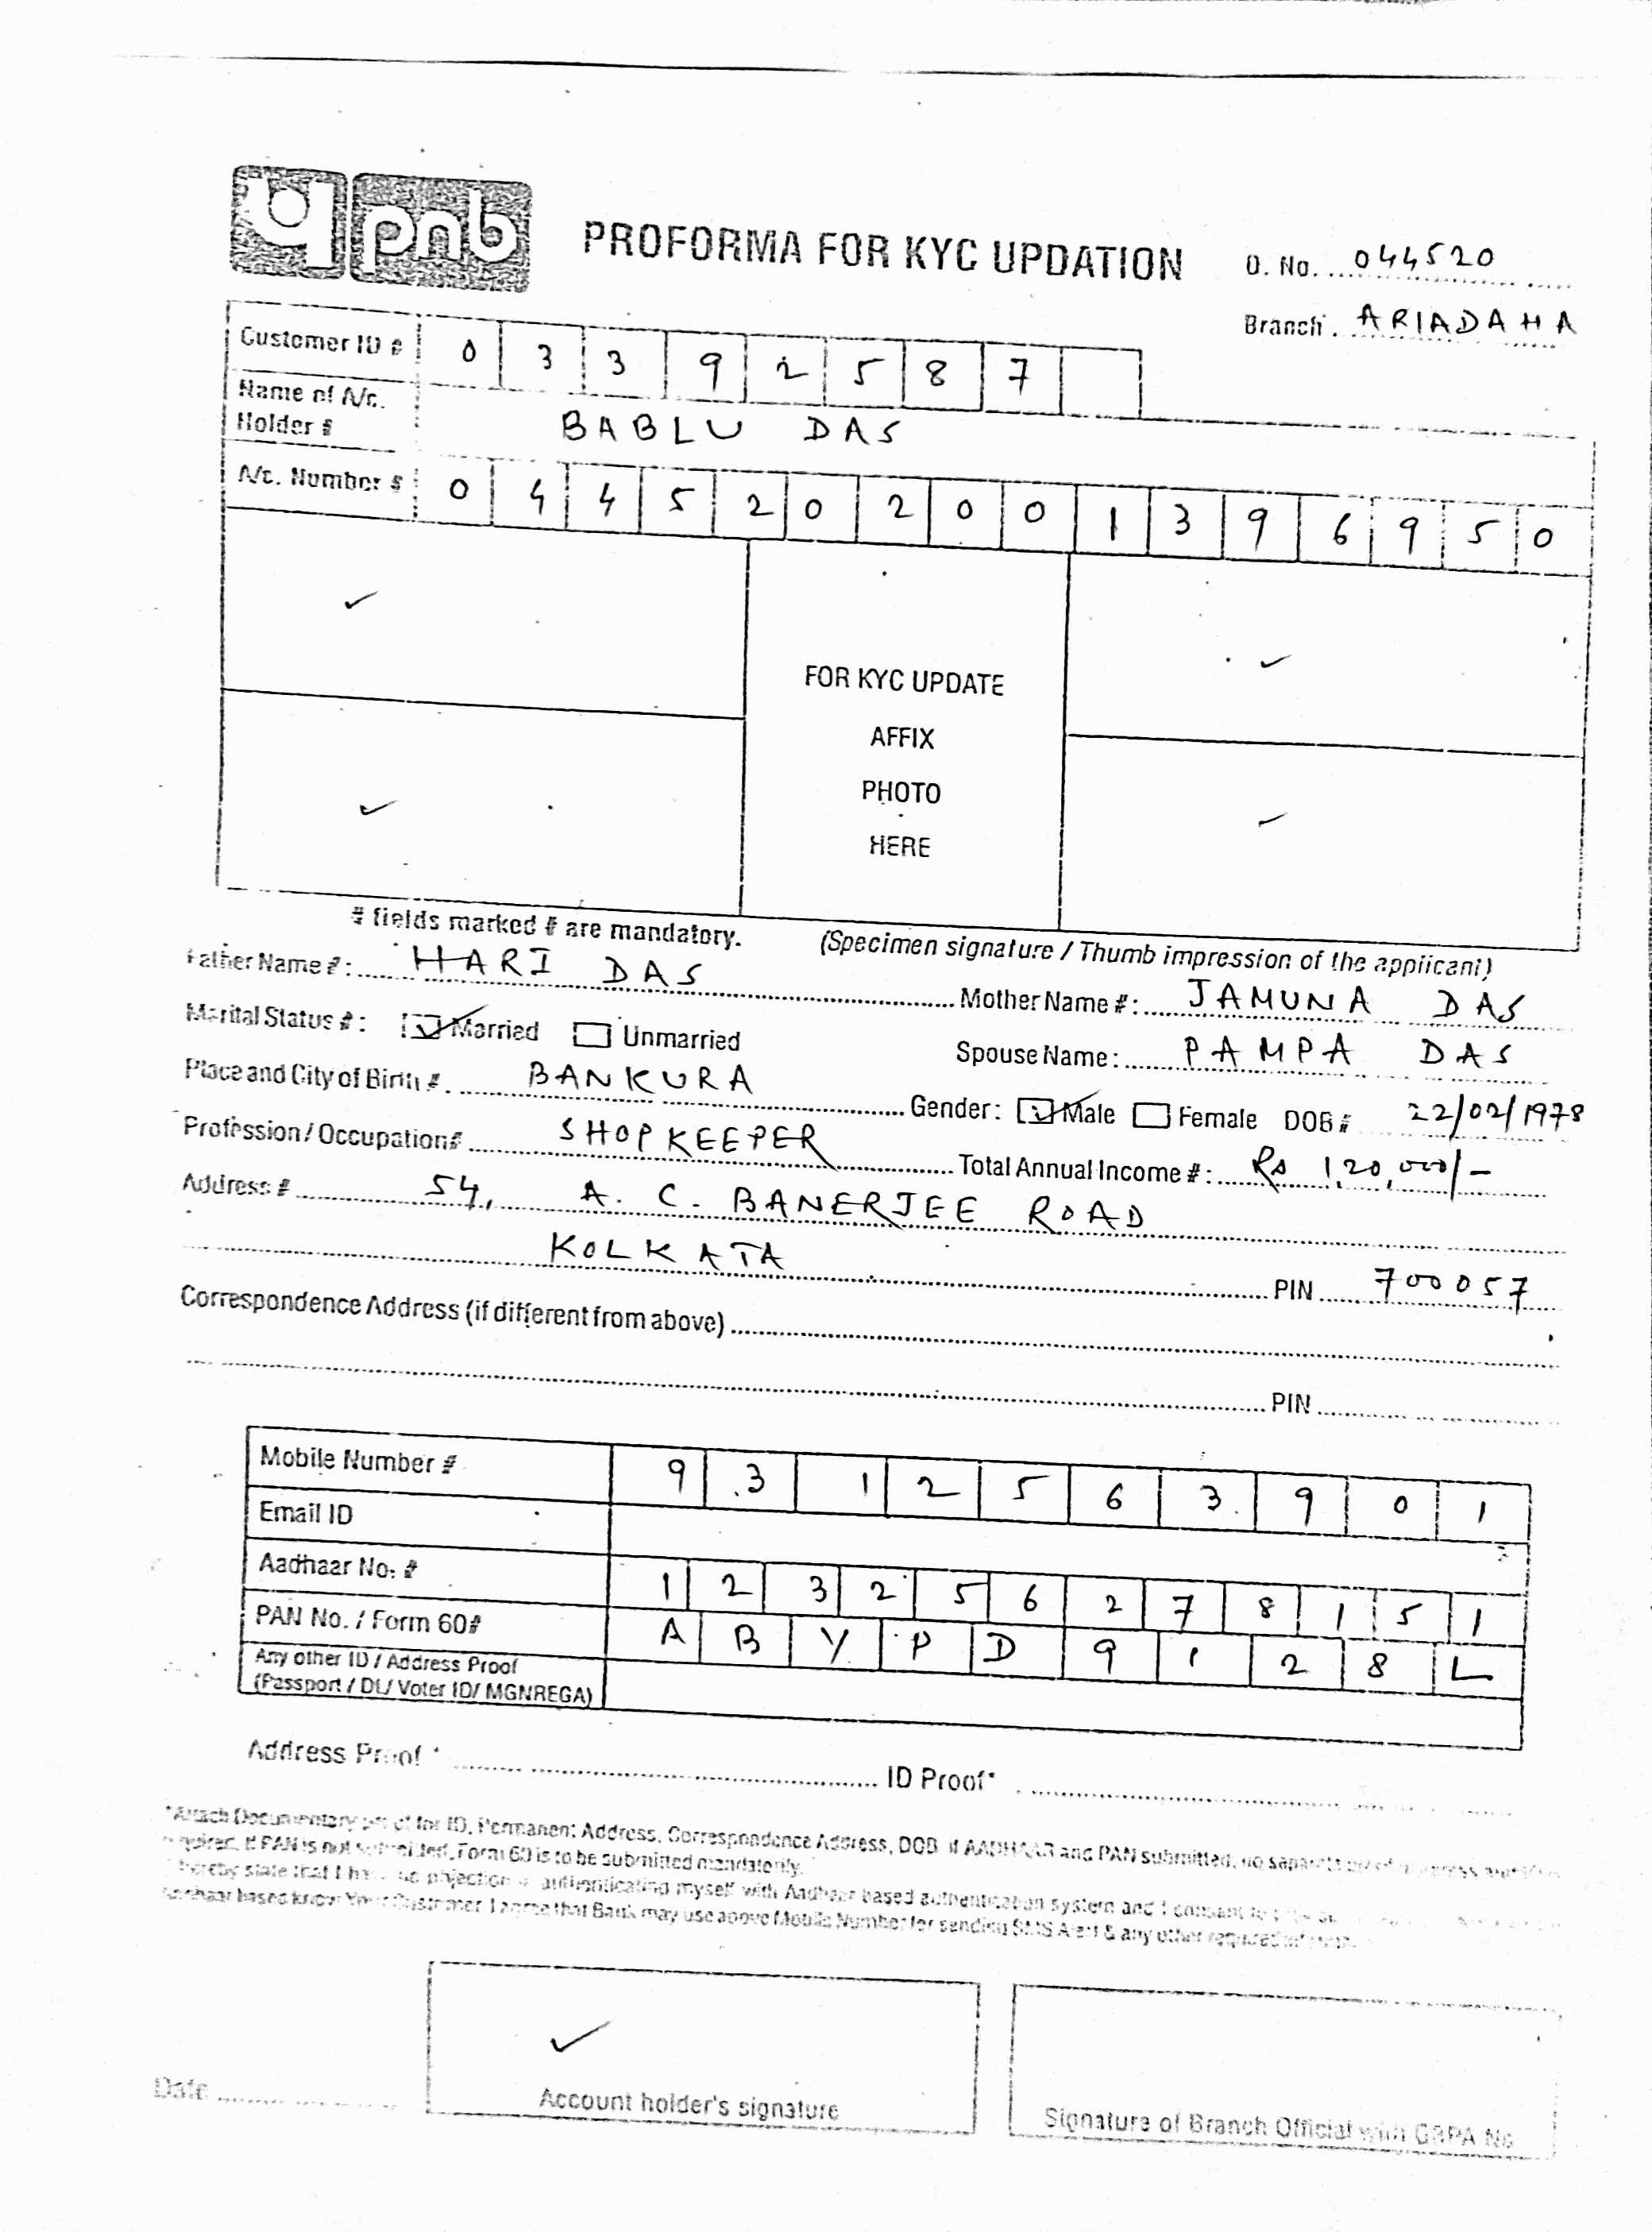 प pnb PROFORMA FOR KYC UPDATION D. No. 044520
Branch. ARIADAHA
Customer ID # 0 3 3 9 2 5 8 7
Name of A/c.
Holder # BABLU DAS
A/c. Number # 0 4 4 5 2 0 2 0 0 1 3 9 6 9 5 0
FOR KYC UPDATE
AFFIX
PHOTO
HERE
# fields marked # are mandatory. (Specimen signature / Thumb impression of the applicant)
Father Name #: HARI DAS Mother Name #: JAMUNA DAS
Marital Status #: Married Unmarried Spouse Name: PAMPA DAS
Place and City of Birth #. BANKURA Gender: Male Female DOB # 22/02/1978
Profession / Occupation# SHOPKEEPER Total Annual Income #: Rs 1,20,000/-
Address # 54, A. C. BANERJEE ROAD
KOLKATA PIN 700057
Correspondence Address (if different from above)
PIN
Mobile Number # 9 3 1 2 5 6 3 9 0 1
Email ID
Aadhaar No. # 1 2 3 2 5 6 2 7 8 1 5 1
PAN No. / Form 60# A B Y P D 9 1 2 8 L
Any other ID / Address Proof
(Passport / DL/ Voter ID/ MGNREGA)
Address Proof * ID Proof*
*Attach Documentary of for ID, Permanent Address, Correspondence Address, DOB if AADHAAR and PAN submitted, no separate
required. If PAN is not submitted, Form 60 is to be submitted mandatorily.
hereby state that I have no objection authenticating myself with Aadhaar based authentication system and I consent to
Aadhaar based Know Your Customer. I agree that Bank may use above Mobile Number for sending SMS Alert & any other required
Date
Account holder's signature
Signature of Branch Official with GBPA No